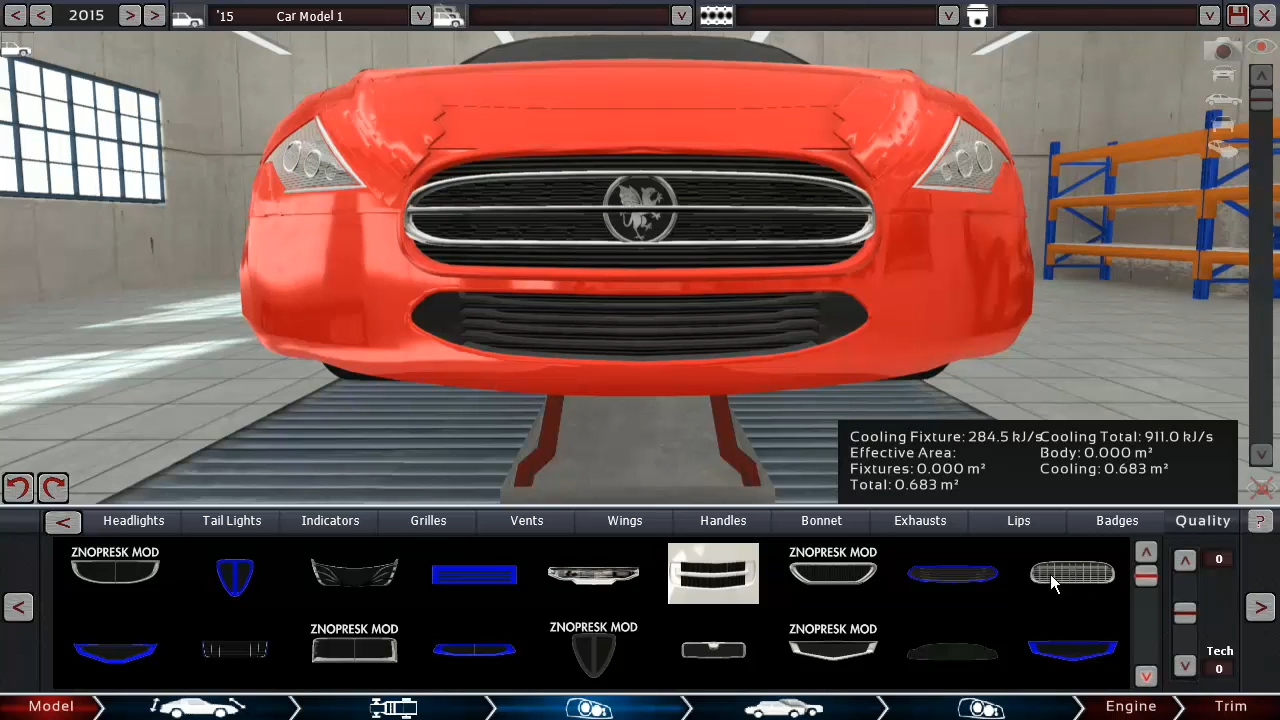 2015
'15 Car Model 1
Cooling Fixture: 284.5 kJ/s Cooling Total: 911.0 kJ/s
Effective Area: Body: 0.000 m²
Fixtures: 0.000 m² Cooling: 0.683 m²
Total: 0.683 m²
Headlights Tail Lights Indicators Grilles Vents Wings Handles Bonnet Exhausts Lips Badges Quality ?
ZNOPRESK MOD ZNOPRESK MOD 0
ZNOPRESK MOD ZNOPRESK MOD ZNOPRESK MOD
Tech
0
Model Engine Trim